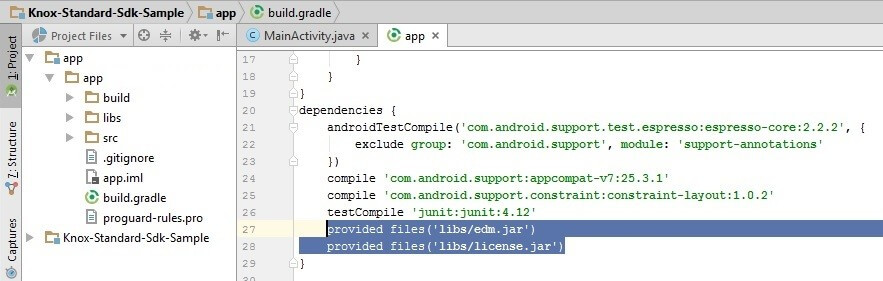 Knox-Standard-Sdk-Sample app build.gradle
Project Files
MainActivity.java × app ×
1: Project
7: Structure
Captures
app
app
build
libs
src
.gitignore
app.iml
build.gradle
proguard-rules.pro
Knox-Standard-Sdk-Sample
17 }
18 }
19 }
20 dependencies {
21 androidTestCompile('com.android.support.test.espresso:espresso-core:2.2.2', {
22 exclude group: 'com.android.support', module: 'support-annotations'
23 })
24 compile 'com.android.support:appcompat-v7:25.3.1'
25 compile 'com.android.support.constraint:constraint-layout:1.0.2'
26 testCompile 'junit:junit:4.12'
27 provided files('libs/edm.jar')
28 provided files('libs/license.jar')
29 }
30